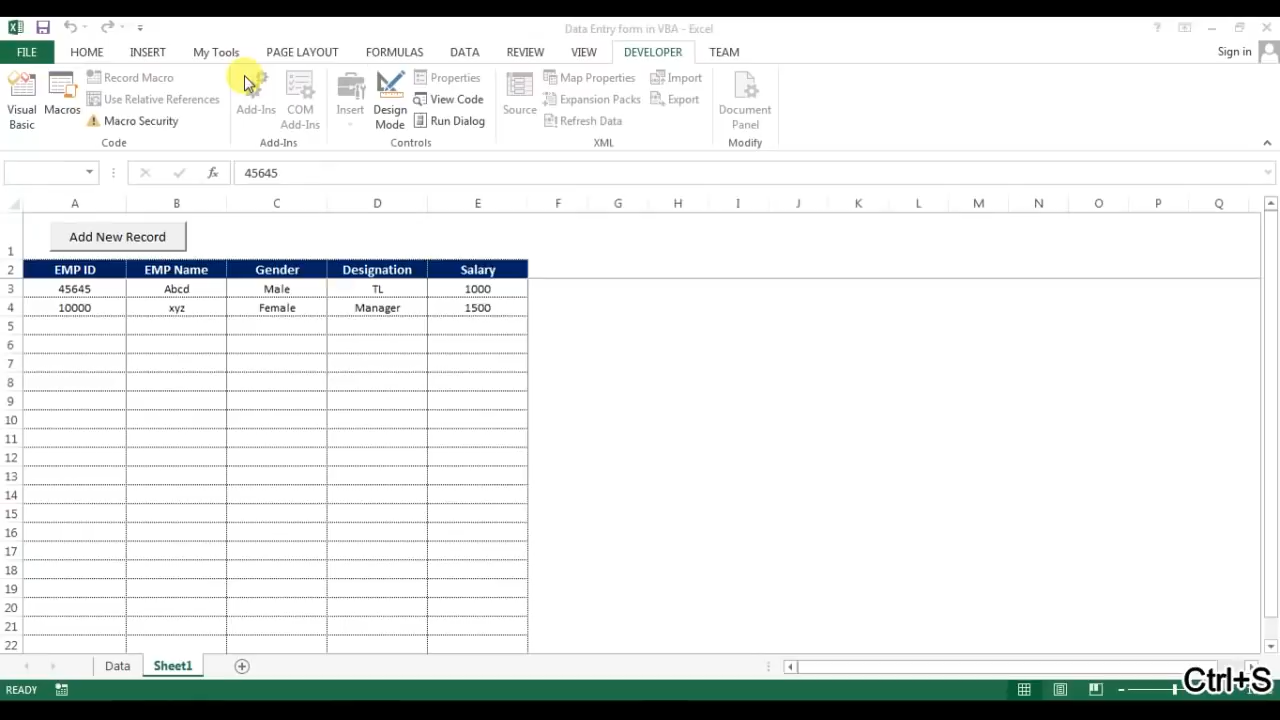 Data Entry form in VBA - Excel
FILE HOME INSERT My Tools PAGE LAYOUT FORMULAS DATA REVIEW VIEW DEVELOPER TEAM Sign in
Visual Basic
Macros
Record Macro
Use Relative References
Macro Security
Code
Add-Ins
COM Add-Ins
Add-Ins
Insert
Design Mode
Properties
View Code
Run Dialog
Controls
Source
Map Properties
Expansion Packs
Refresh Data
Import
Export
XML
Document Panel
Modify
fx 45645
A B C D E F G H I J K L M N O P Q
Add New Record
1
2 EMP ID EMP Name Gender Designation Salary
3 45645 Abcd Male TL 1000
4 10000 xyz Female Manager 1500
5
6
7
8
9
10
11
12
13
14
15
16
17
18
19
20
21
22
Data Sheet1
READY
Ctrl+S